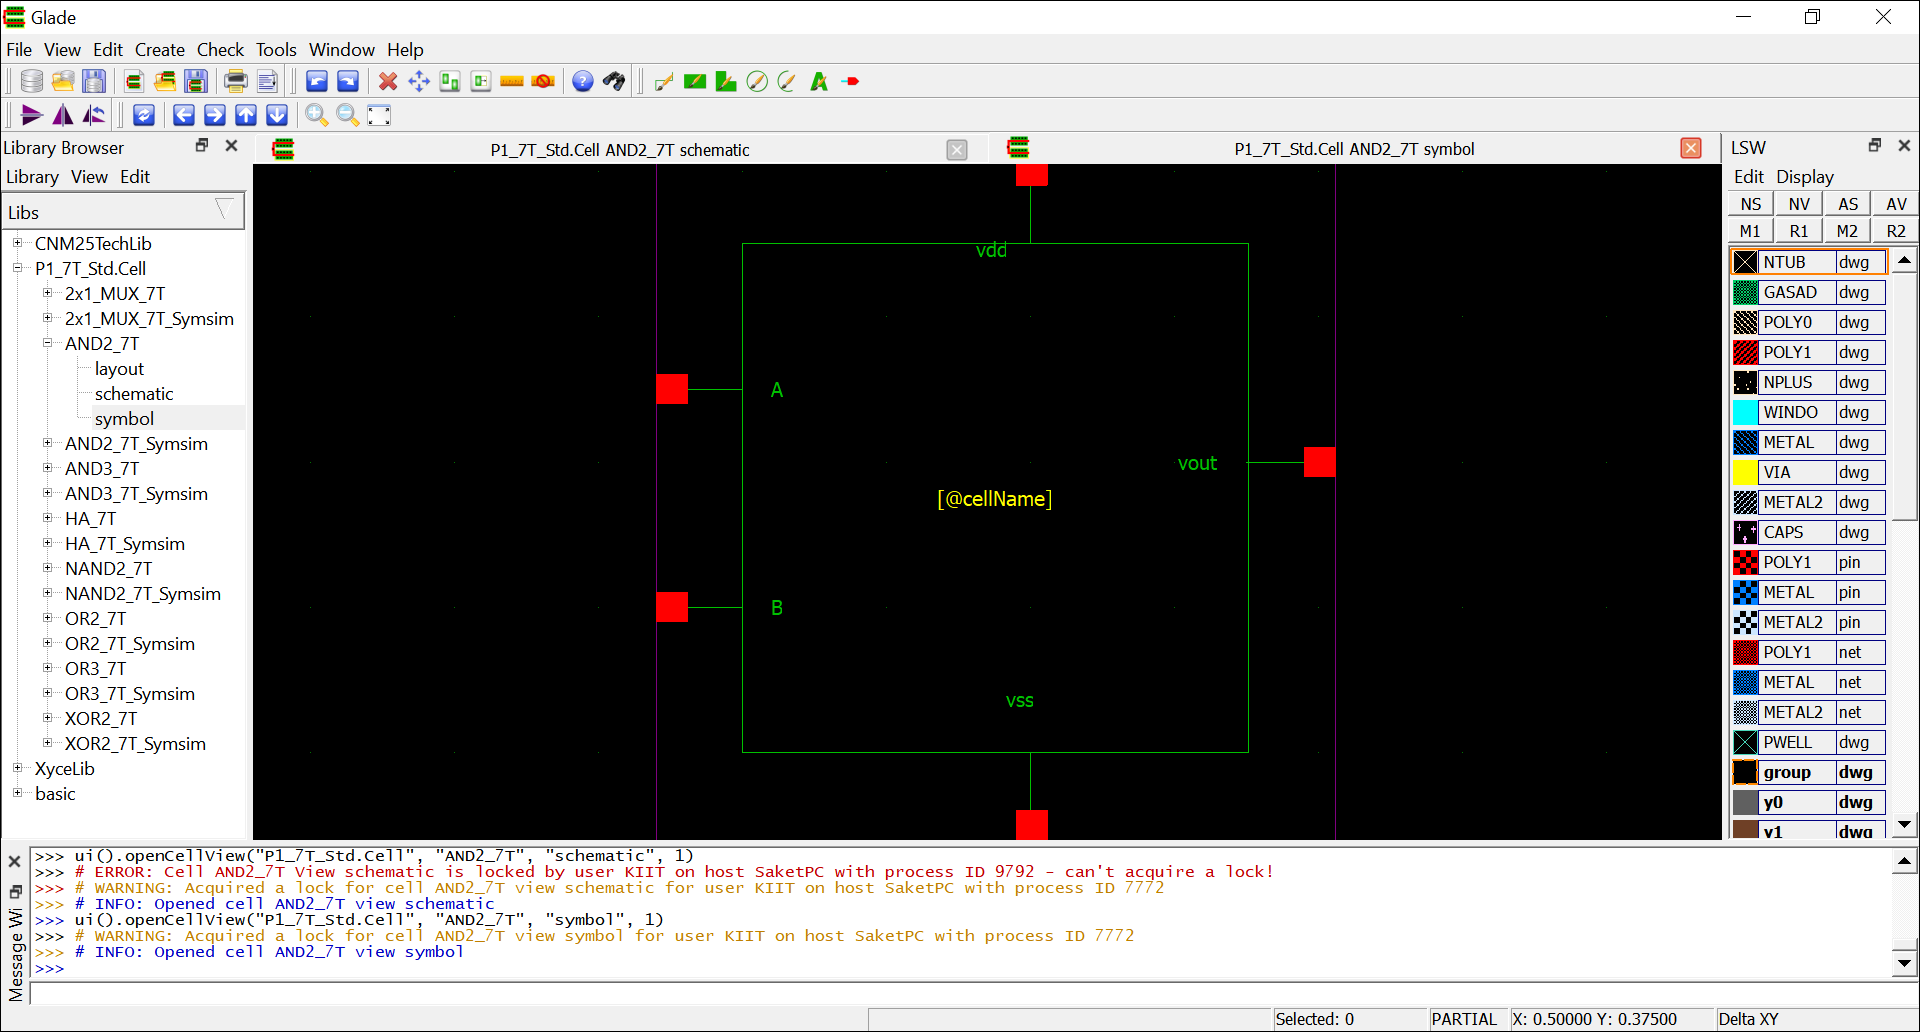 Glade
File View Edit Create Check Tools Window Help
Library Browser
Library View Edit
Libs
CNM25TechLib
P1_7T_Std.Cell
2x1_MUX_7T
2x1_MUX_7T_Symsim
AND2_7T
layout
schematic
symbol
AND2_7T_Symsim
AND3_7T
AND3_7T_Symsim
HA_7T
HA_7T_Symsim
NAND2_7T
NAND2_7T_Symsim
OR2_7T
OR2_7T_Symsim
OR3_7T
OR3_7T_Symsim
XOR2_7T
XOR2_7T_Symsim
XyceLib
basic
P1_7T_Std.Cell AND2_7T schematic
P1_7T_Std.Cell AND2_7T symbol
vdd
A
vout
[@cellName]
B
vss
LSW
Edit Display
NS NV AS AV
M1 R1 M2 R2
NTUB dwg
GASAD dwg
POLY0 dwg
POLY1 dwg
NPLUS dwg
WINDO dwg
METAL dwg
VIA dwg
METAL2 dwg
CAPS dwg
POLY1 pin
METAL pin
METAL2 pin
POLY1 net
METAL net
METAL2 net
PWELL dwg
group dwg
y0 dwg
y1 dwg
Message Wi
>>> ui().openCellView("P1_7T_Std.Cell", "AND2_7T", "schematic", 1)
>>> # ERROR: Cell AND2_7T View schematic is locked by user KIIT on host SaketPC with process ID 9792 - can't acquire a lock!
>>> # WARNING: Acquired a lock for cell AND2_7T view schematic for user KIIT on host SaketPC with process ID 7772
>>> # INFO: Opened cell AND2_7T view schematic
>>> ui().openCellView("P1_7T_Std.Cell", "AND2_7T", "symbol", 1)
>>> # WARNING: Acquired a lock for cell AND2_7T view symbol for user KIIT on host SaketPC with process ID 7772
>>> # INFO: Opened cell AND2_7T view symbol
>>>
Selected: 0 PARTIAL X: 0.50000 Y: 0.37500 Delta XY